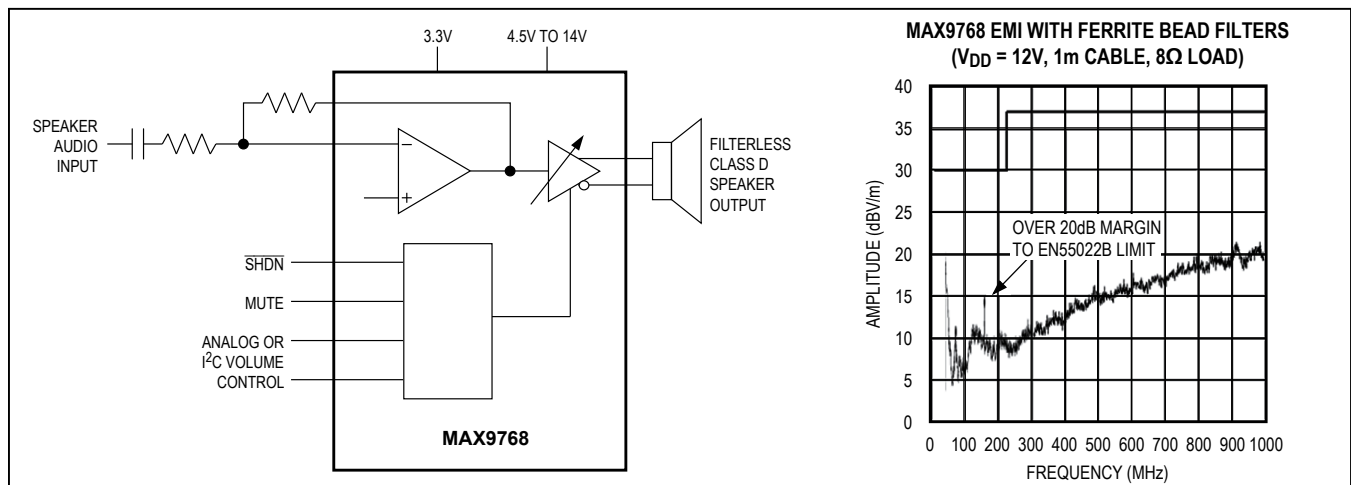 3.3V
4.5V TO 14V
SPEAKER
AUDIO
INPUT
−
+
FILTERLESS
CLASS D
SPEAKER
OUTPUT
SHDN
MUTE
ANALOG OR
I2C VOLUME
CONTROL
MAX9768
MAX9768 EMI WITH FERRITE BEAD FILTERS
(VDD = 12V, 1m CABLE, 8Ω LOAD)
AMPLITUDE (dBV/m)
40
35
30
25
20
15
10
5
0
OVER 20dB MARGIN
TO EN55022B LIMIT
0 100 200 300 400 500 600 700 800 900 1000
FREQUENCY (MHz)